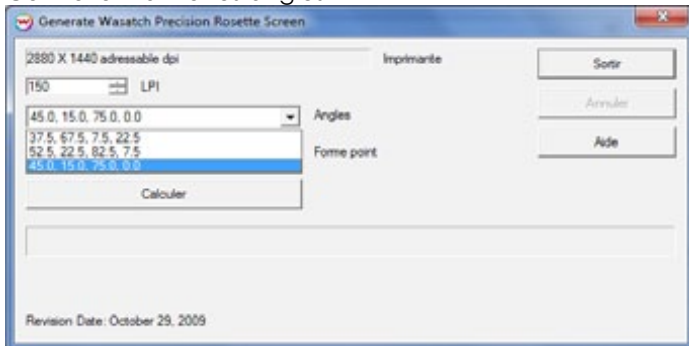 Generate Wasatch Precision Rosette Screen
2880 X 1440 adressable dpi Imprimante Sortir
150 LPI
Annuler
45.0, 15.0, 75.0, 0.0 Angles
37.5, 67.5, 7.5, 22.5 Aide
52.5, 22.5, 82.5, 7.5 Forme point
45.0, 15.0, 75.0, 0.0
Calculer
Revision Date: October 29, 2009